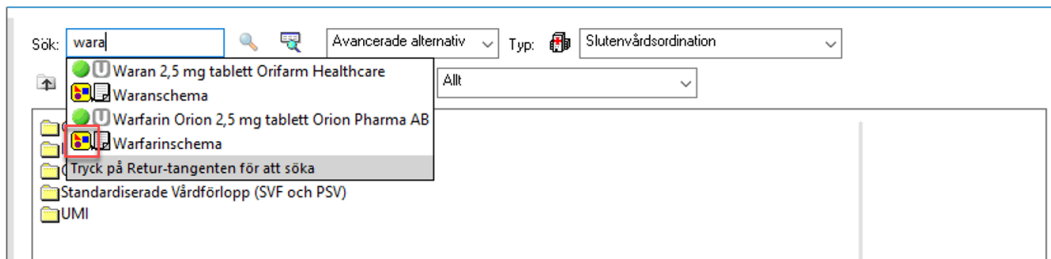 Sök: wara Avancerade alternativ Typ: Slutenvårdsordination
Waran 2,5 mg tablett Orifarm Healthcare
Allt
Waranschema
Warfarin Orion 2,5 mg tablett Orion Pharma AB
Warfarinschema
Tryck på Retur-tangenten för att söka
Standardiserade Vårdförlopp (SVF och PSV)
UMI